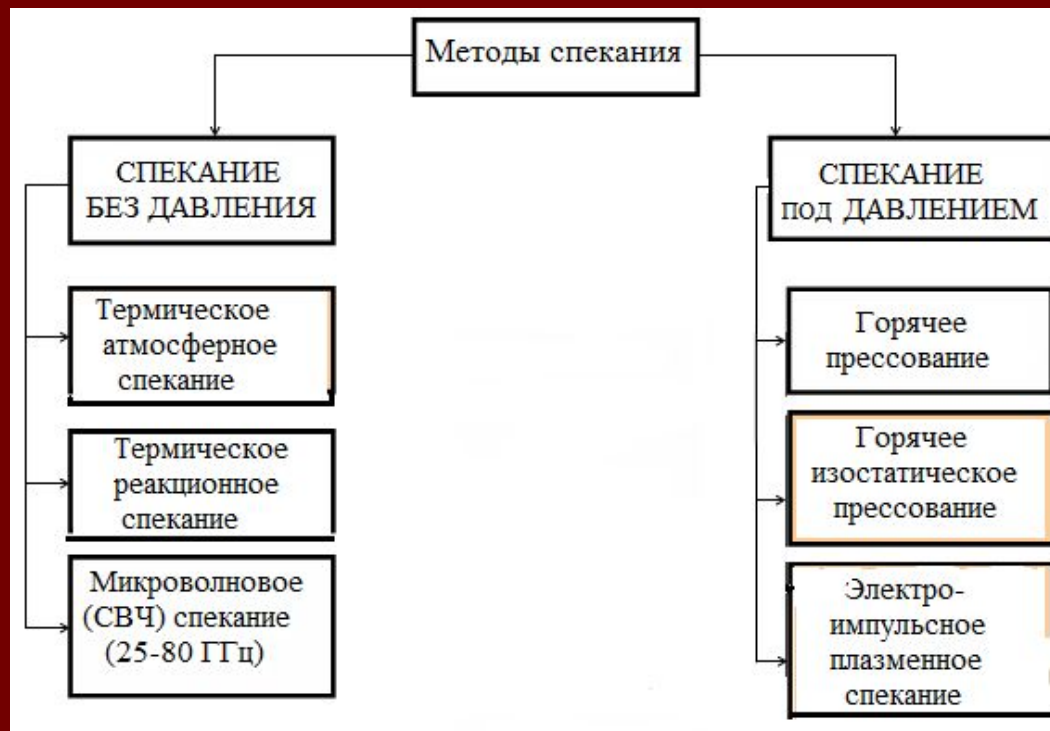 Методы спекания
СПЕКАНИЕ
БЕЗ ДАВЛЕНИЯ
Термическое
атмосферное
спекание
Термическое
реакционное
спекание
Микроволновое
(СВЧ) спекание
(25-80 ГГц)
СПЕКАНИЕ
ПОД ДАВЛЕНИЕМ
Горячее
прессование
Горячее
изостатическое
прессование
Электро-
импульсное
плазменное
спекание